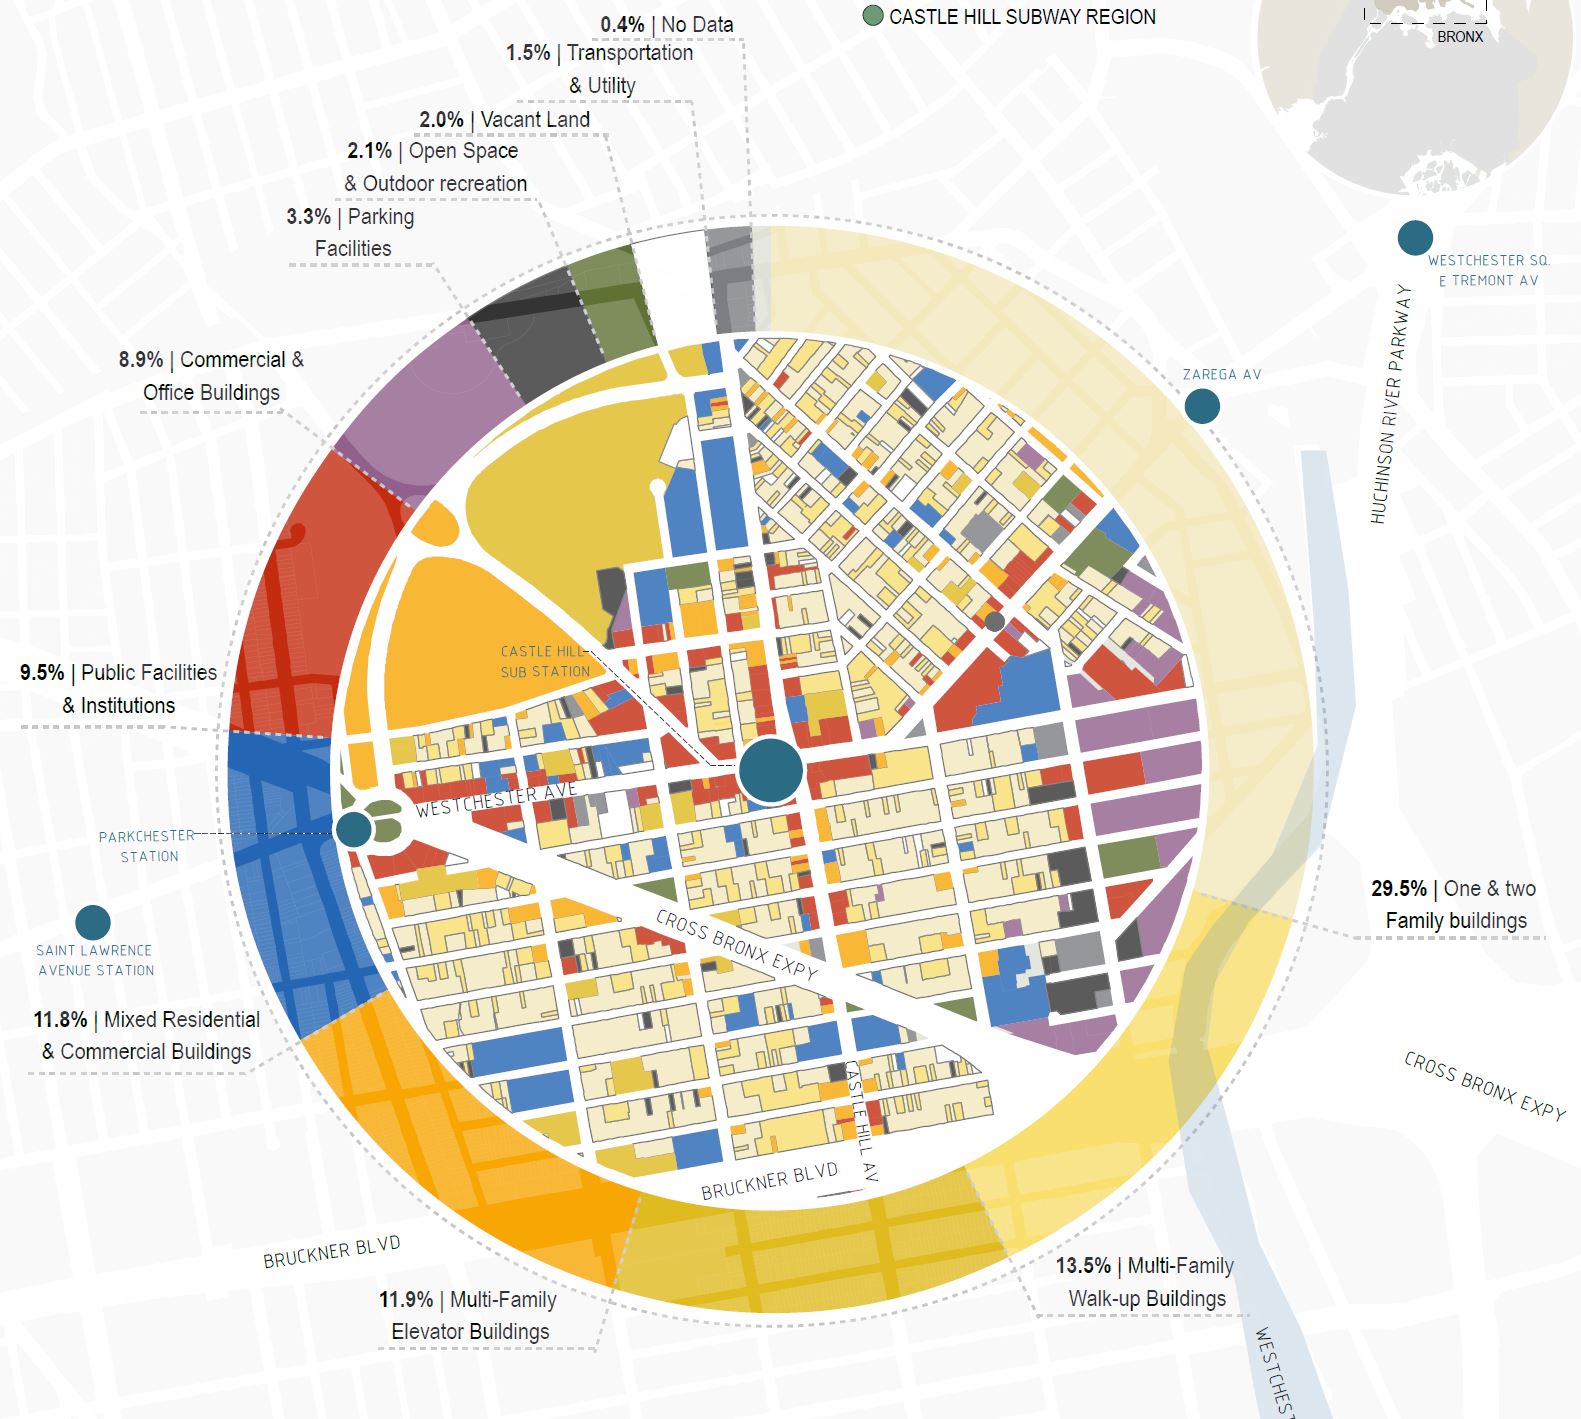 0.4% | No Data
CASTLE HILL SUBWAY REGION
BRONX
1.5% | Transportation
& Utility
2.0% | Vacant Land
2.1% | Open Space
& Outdoor recreation
3.3% | Parking
Facilities
WESTCHESTER SQ.
E TREMONT AV
HUCHINSON RIVER PARKWAY
8.9% | Commercial &
Office Buildings
ZAREGA AV
CASTLE HILL
SUB STATION
9.5% | Public Facilities
& Institutions
WESTCHESTER AVE
PARKCHESTER
STATION
29.5% | One & two
Family buildings
SAINT LAWRENCE
AVENUE STATION
CROSS BRONX EXPY
11.8% | Mixed Residential
& Commercial Buildings
CROSS BRONX EXPY
CASTLE HILL AV
BRUCKNER BLVD
BRUCKNER BLVD
13.5% | Multi-Family
Walk-up Buildings
11.9% | Multi-Family
Elevator Buildings
WESTCHEST